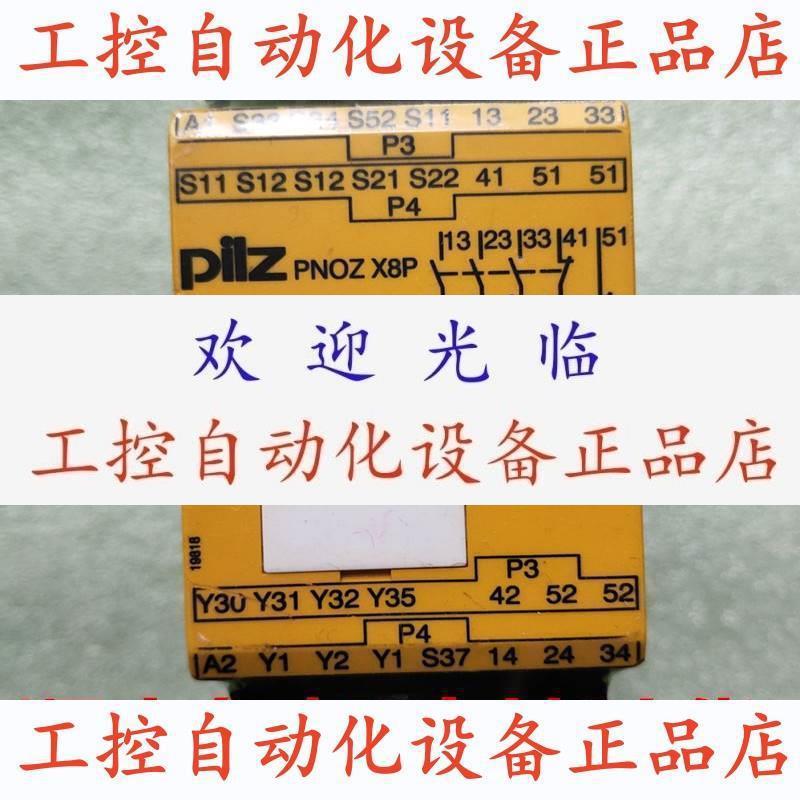 工控自动化设备正品店
A1 S33 S34 S52 S11 13 23 33
P3
S11 S12 S12 S21 S22 41 51 51
P4
pilz PNOZ X8P
13 23 33 41 51
欢迎光临
工控自动化设备正品店
19818
P3
Y30 Y31 Y32 Y35 42 52 52
P4
A2 Y1 Y2 Y1 S37 14 24 34
工控自动化设备正品店